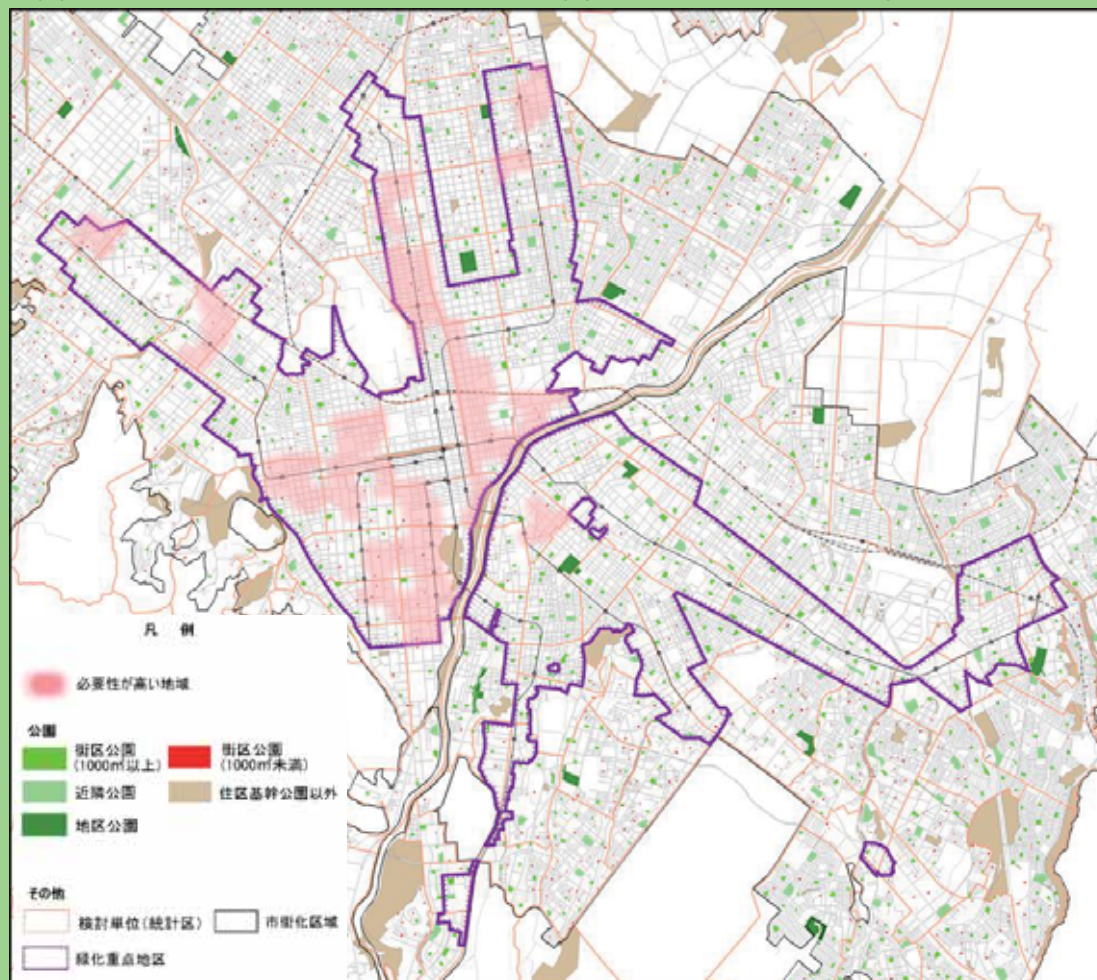 凡 例
必要性が高い地域
公園
街区公園
(1000㎡以上)
街区公園
(1000㎡未満)
近隣公園
住区基幹公園以外
地区公園
その他
検討単位(統計区)
市街化区域
緑化重点地区